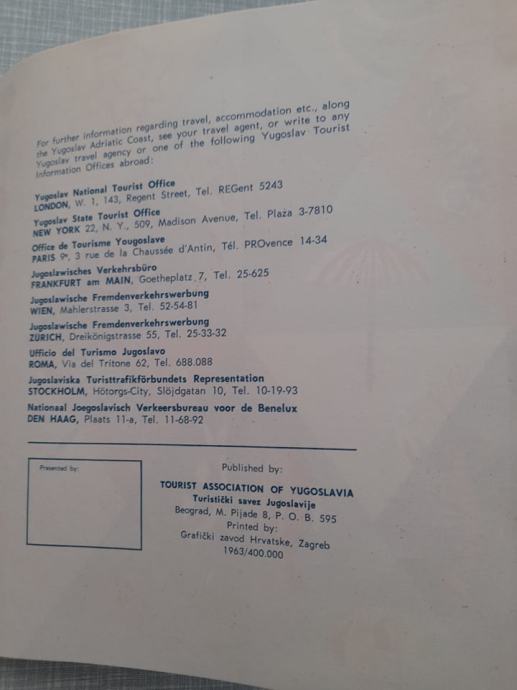 For further information regarding travel, accommodation etc., along
the Yugoslav Adriatic Coast, see your travel agent, or write to any
Yugoslav travel agency or one of the following Yugoslav Tourist
Information Offices abroad:
Yugoslav National Tourist Office
LONDON, W. 1, 143, Regent Street, Tel. REGent 5243
Yugoslav State Tourist Office
NEW YORK 22, N. Y., 509, Madison Avenue, Tel. Plaza 3-7810
Office de Tourisme Yougoslave
PARIS 9e, 3 rue de la Chaussée d'Antin, Tél. PROvence 14-34
Jugoslawisches Verkehrsbüro
FRANKFURT am MAIN, Goetheplatz 7, Tel. 25-625
Jugoslawische Fremdenverkehrswerbung
WIEN, Mahlerstrasse 3, Tel. 52-54-81
Jugoslawische Fremdenverkehrswerbung
ZÜRICH, Dreikönigstrasse 55, Tel. 25-33-32
Ufficio del Turismo Jugoslavo
ROMA, Via del Tritone 62, Tel. 688.088
Jugoslaviska Turisttrafikförbundets Representation
STOCKHOLM, Hötorgs-City, Slöjdgatan 10, Tel. 10-19-93
Nationaal Joegoslavisch Verkeersbureau voor de Benelux
DEN HAAG, Plaats 11-a, Tel. 11-68-92
Presented by:
Published by:
TOURIST ASSOCIATION OF YUGOSLAVIA
Turistički savez Jugoslavije
Beograd, M. Pijade 8, P. O. B. 595
Printed by:
Grafički zavod Hrvatske, Zagreb
1963/400.000